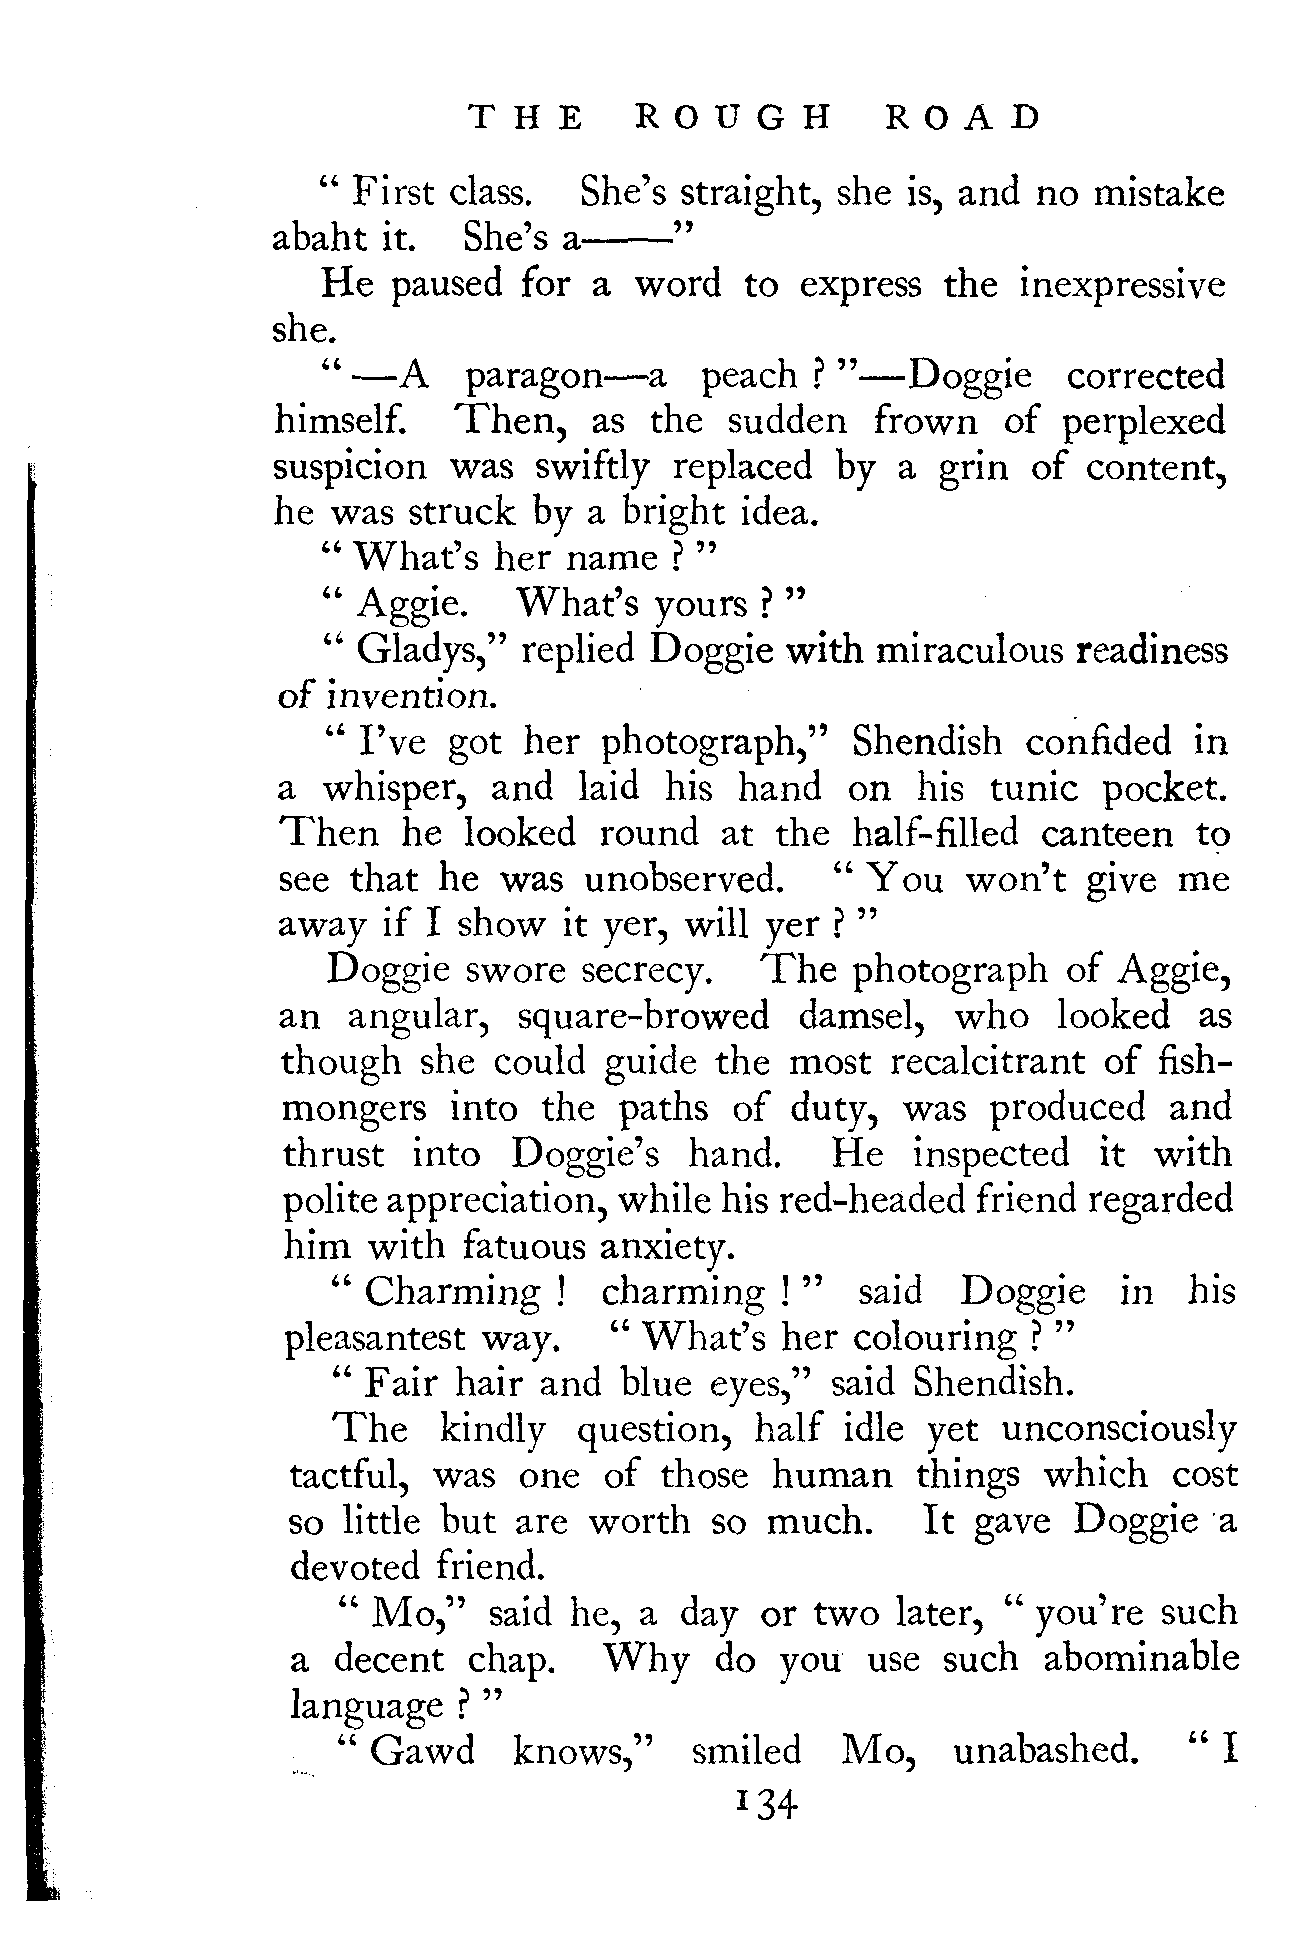 THE ROUGH ROAD
“ First class. She’s straight, she is, and no mistake
abaht it. She’s a——”
He paused for a word to express the inexpressive
she.
“ —A paragon—a peach ? ”—Doggie corrected
himself. Then, as the sudden frown of perplexed
suspicion was swiftly replaced by a grin of content,
he was struck by a bright idea.
“ What’s her name ? ”
“ Aggie. What’s yours ? ”
“ Gladys,” replied Doggie with miraculous readiness
of invention.
“ I’ve got her photograph,” Shendish confided in
a whisper, and laid his hand on his tunic pocket.
Then he looked round at the half-filled canteen to
see that he was unobserved. “ You won’t give me
away if I show it yer, will yer ? ”
Doggie swore secrecy. The photograph of Aggie,
an angular, square-browed damsel, who looked as
though she could guide the most recalcitrant of fish-
mongers into the paths of duty, was produced and
thrust into Doggie’s hand. He inspected it with
polite appreciation, while his red-headed friend regarded
him with fatuous anxiety.
“ Charming ! charming ! ” said Doggie in his
pleasantest way. “ What’s her colouring ? ”
“ Fair hair and blue eyes,” said Shendish.
The kindly question, half idle yet unconsciously
tactful, was one of those human things which cost
so little but are worth so much. It gave Doggie a
devoted friend.
“ Mo,” said he, a day or two later, “ you’re such
a decent chap. Why do you use such abominable
language ? ”
“ Gawd knows,” smiled Mo, unabashed. “ I
134